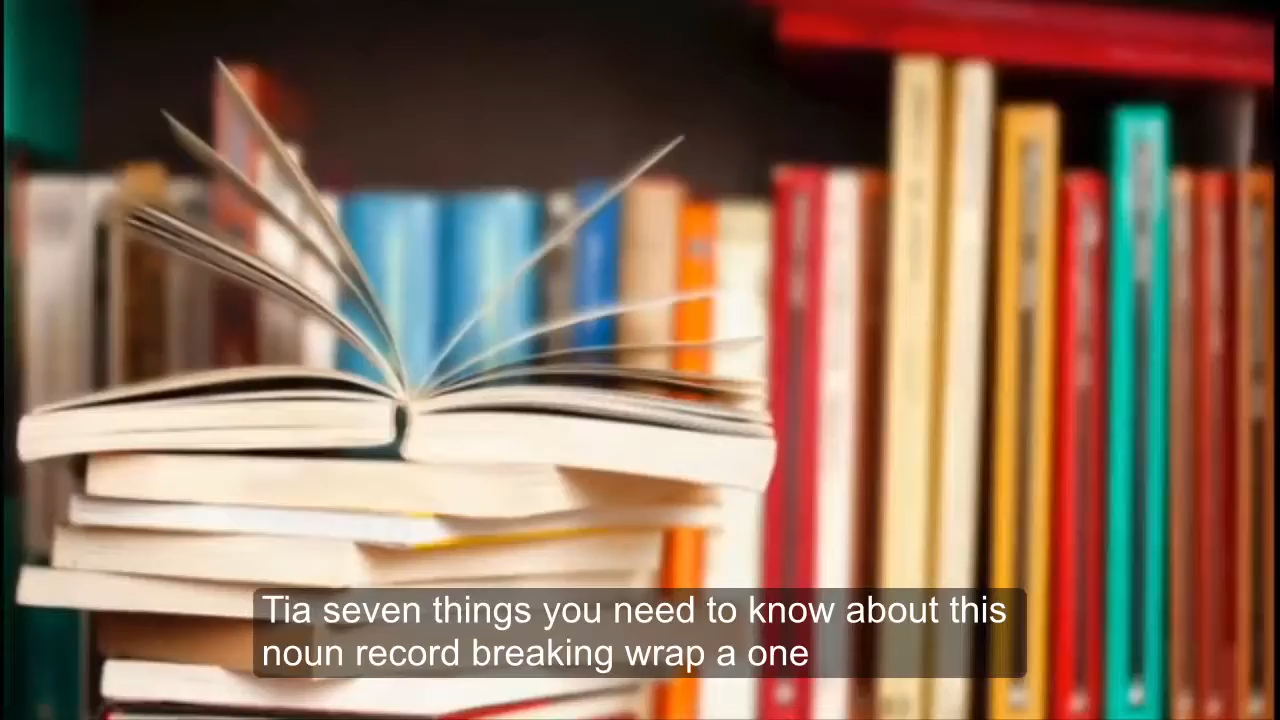 Tia seven things you need to know about this
noun record breaking wrap a one